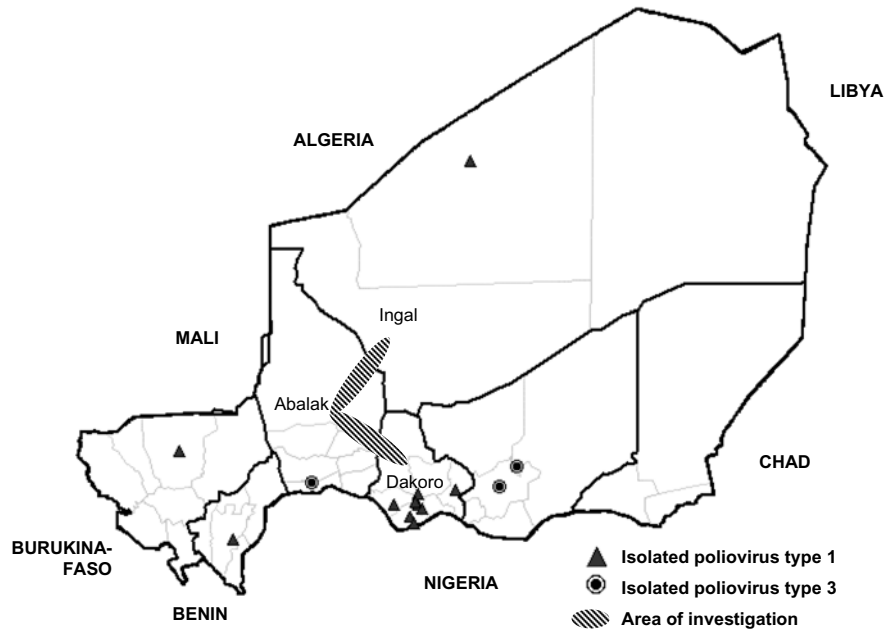 LIBYA
ALGERIA
Ingal
MALI
Abalak
CHAD
Dakoro
BURUKINA-
FASO
NIGERIA
BENIN
Isolated poliovirus type 1
Isolated poliovirus type 3
Area of investigation